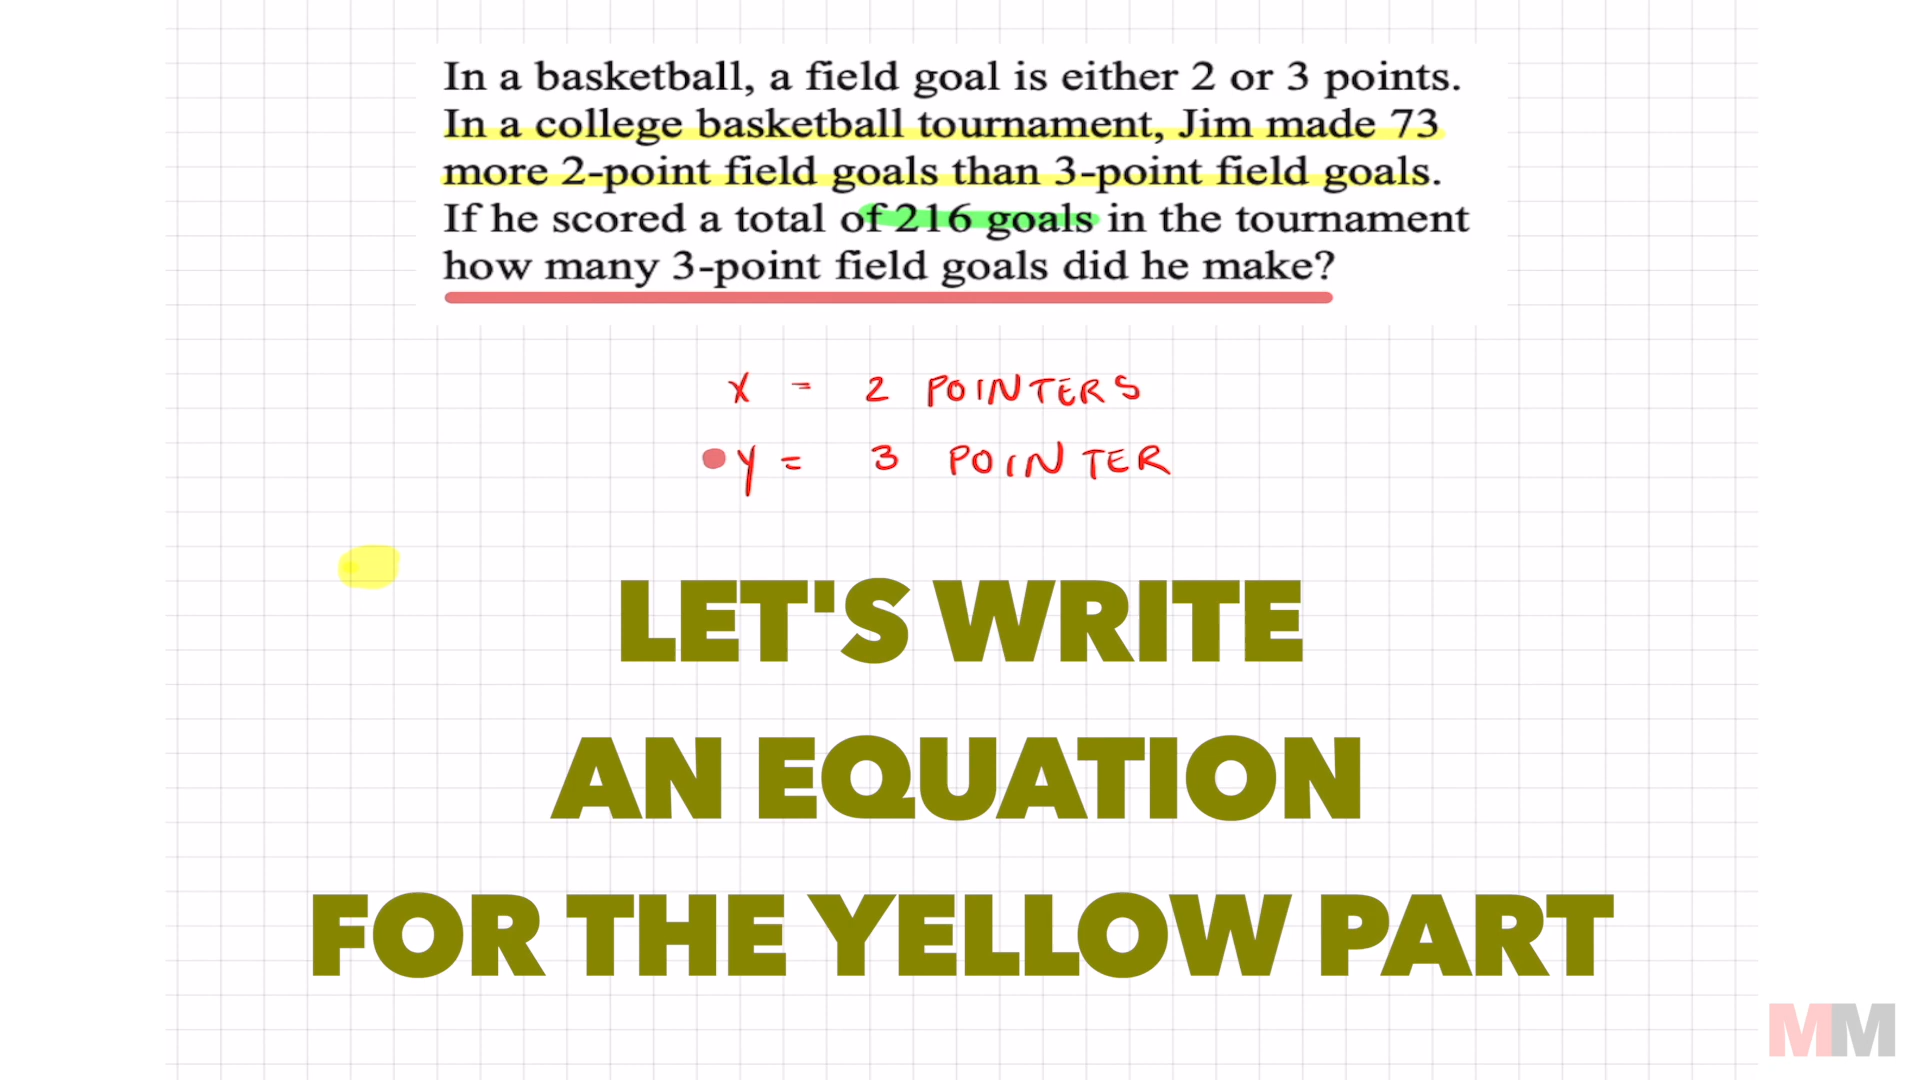 In a basketball, a field goal is either 2 or 3 points.
In a college basketball tournament, Jim made 73
more 2-point field goals than 3-point field goals.
If he scored a total of 216 goals in the tournament
how many 3-point field goals did he make?
x = 2 POINTERS
y = 3 POINTER
LET'S WRITE
AN EQUATION
FOR THE YELLOW PART
MM